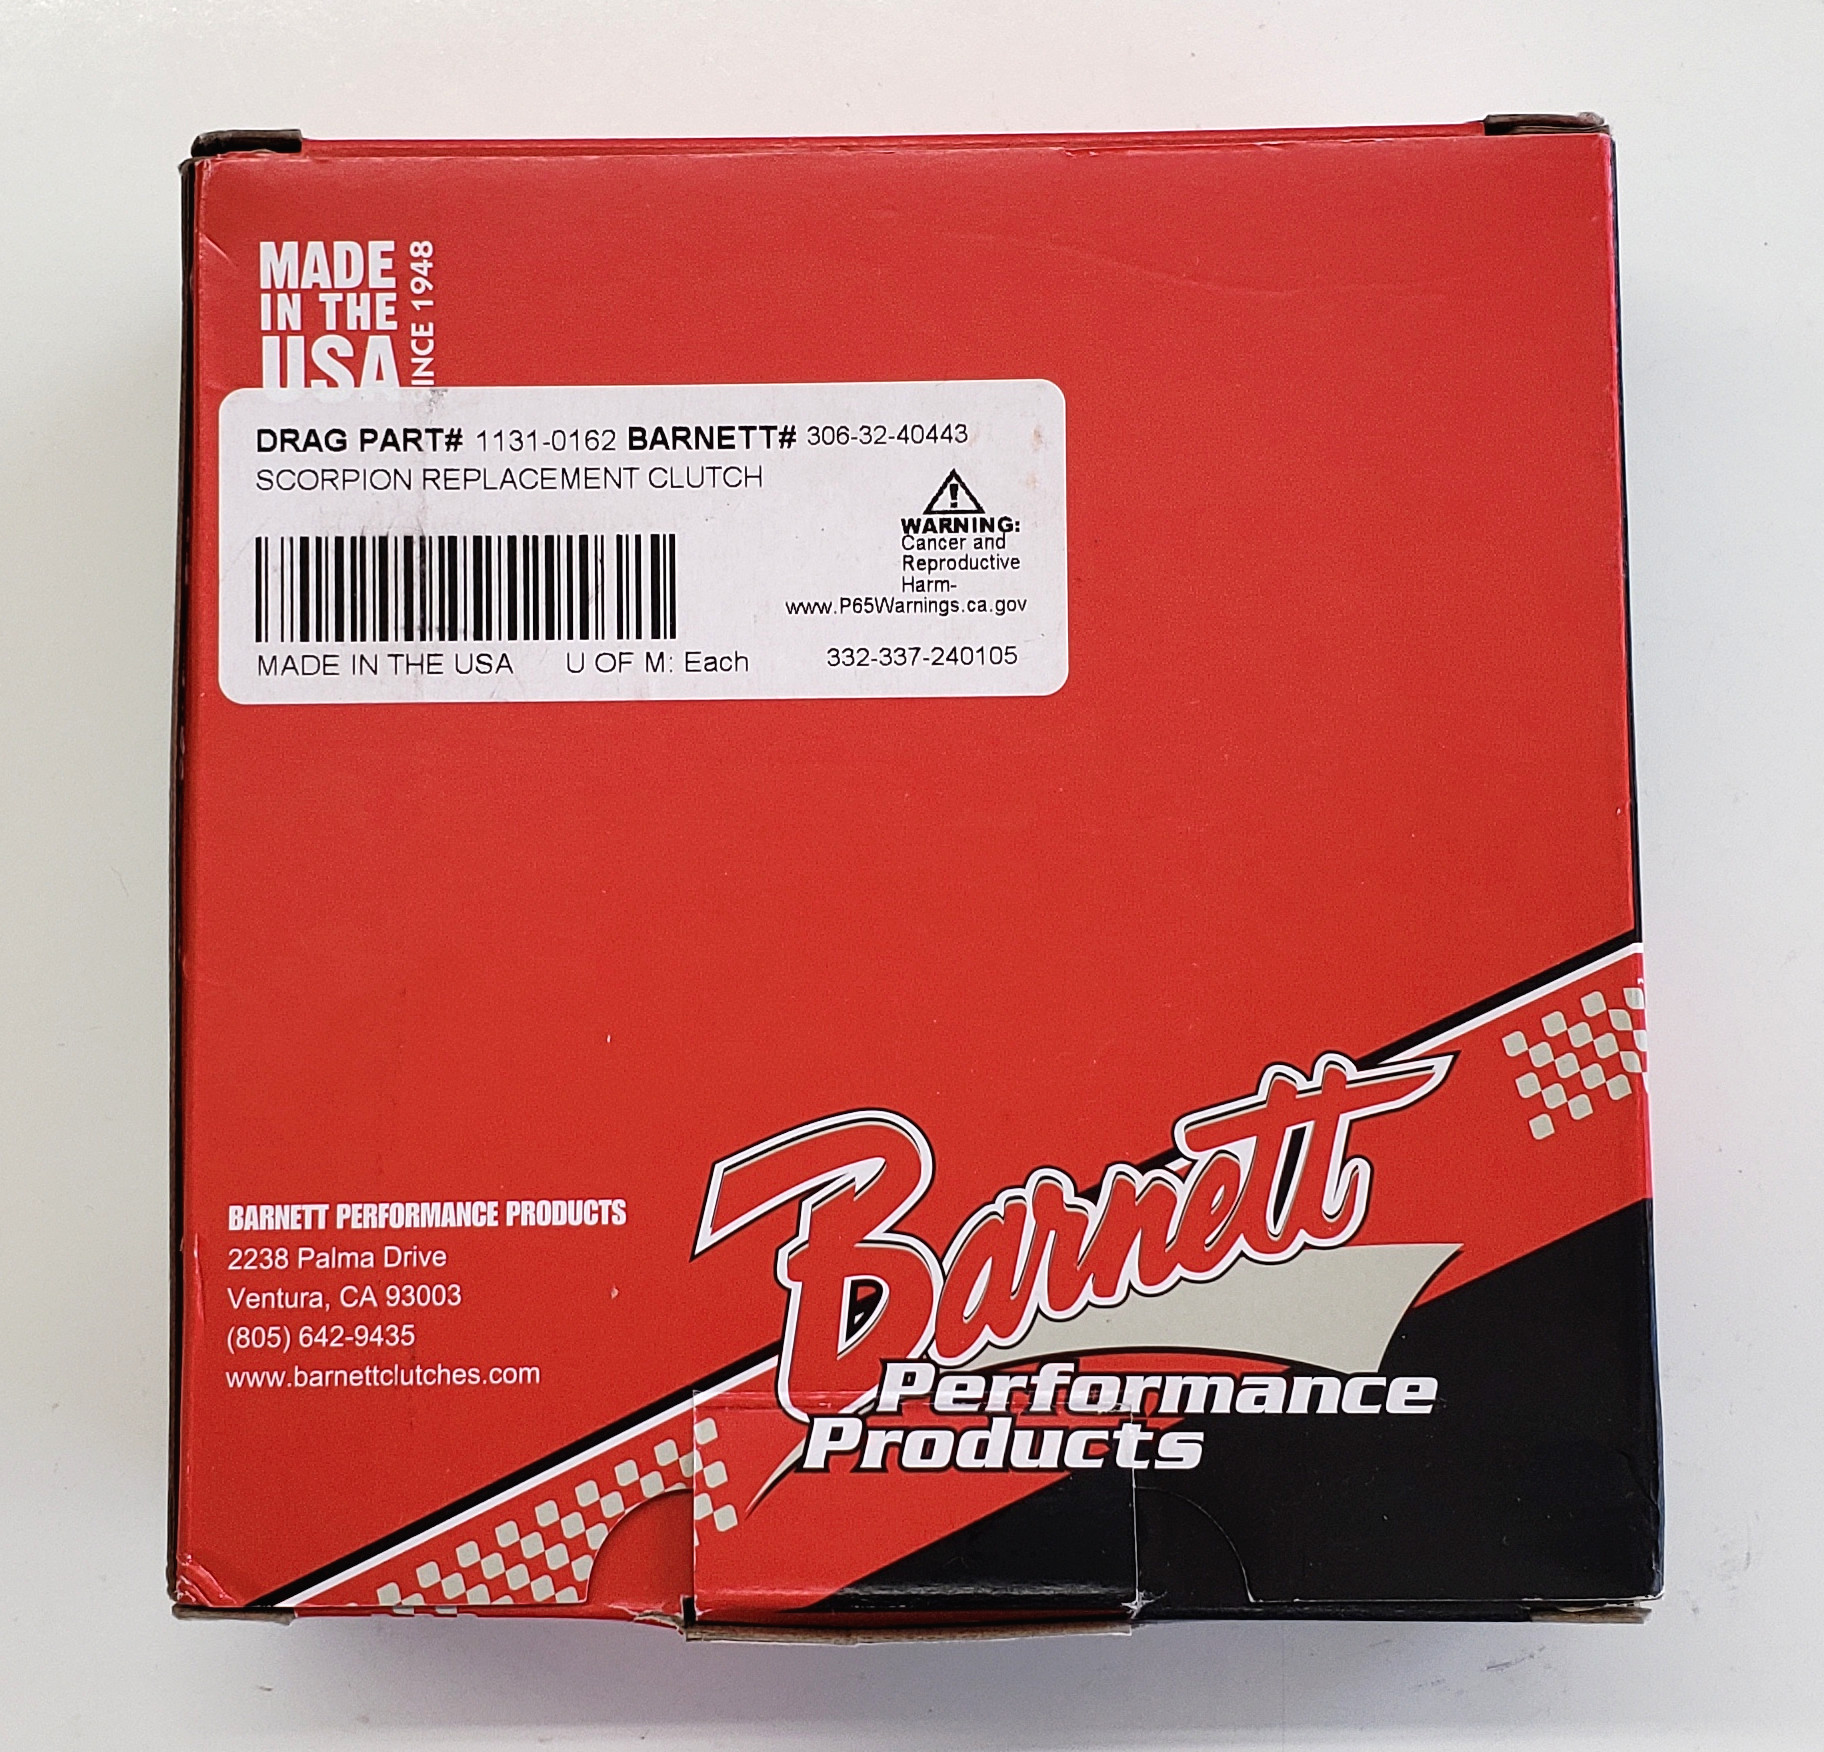 MADE
IN THE
USA
SINCE 1948
DRAG PART# 1131-0162 BARNETT# 306-32-40443
SCORPION REPLACEMENT CLUTCH
WARNING:
Cancer and
Reproductive
Harm-
www.P65Warnings.ca.gov
MADE IN THE USA U OF M: Each 332-337-240105
BARNETT PERFORMANCE PRODUCTS
2238 Palma Drive
Ventura, CA 93003
(805) 642-9435
www.barnettclutches.com
Barnett
Performance
Products